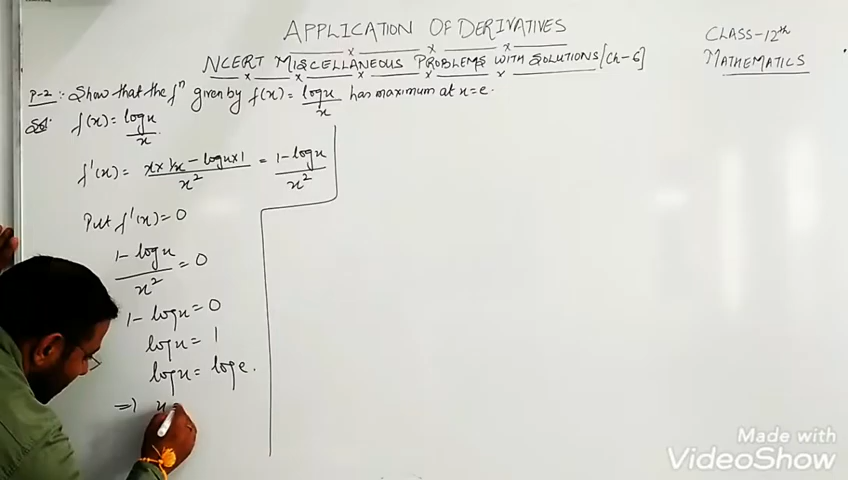 APPLICATION OF DERIVATIVES
CLASS-12th
MATHEMATICS
NCERT MISCELLANEOUS PROBLEMS WITH SOLUTIONS [Ch-6]
P-2 :- Show that the fⁿ given by f(x) = logx/x has maximum at x=e.
Sol: f(x) = logx/x.
f'(x) = x×1/x - logx×1/x² = 1-logx/x²
Put f'(x) = 0
1-logx/x² = 0
1-logx = 0
logx = 1
logx = loge.
⇒ x
Made with
VideoShow